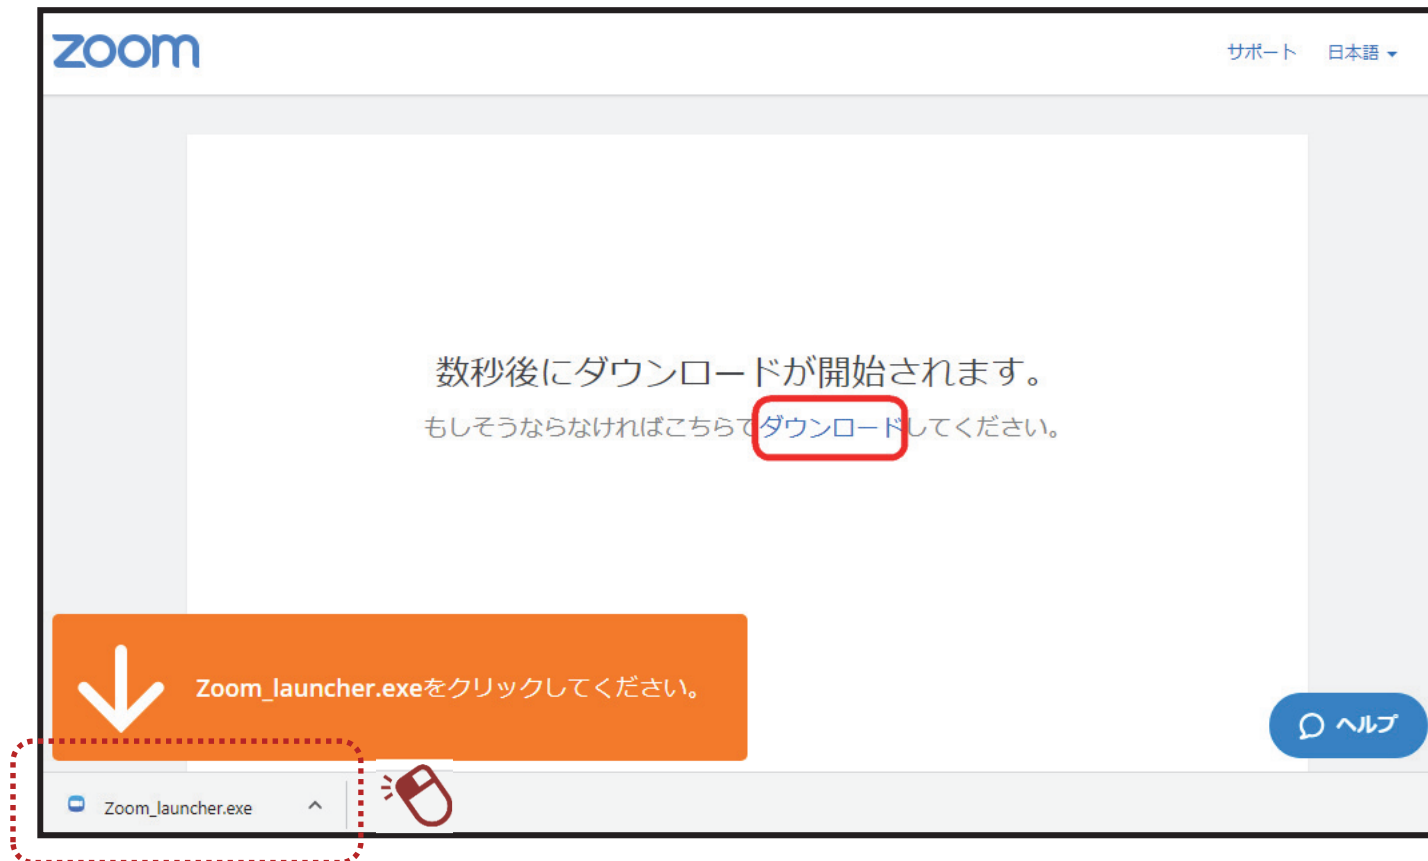 zoom
サポート 日本語
数秒後にダウンロードが開始されます。
もしそうならなければこちらでダウンロードしてください。
Zoom_launcher.exeをクリックしてください。
ヘルプ
Zoom_launcher.exe